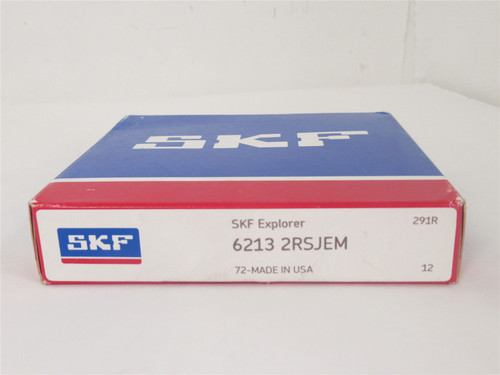 SKF
SKF
SKF Explorer 291R
6213 2RSJEM
72-MADE IN USA 12